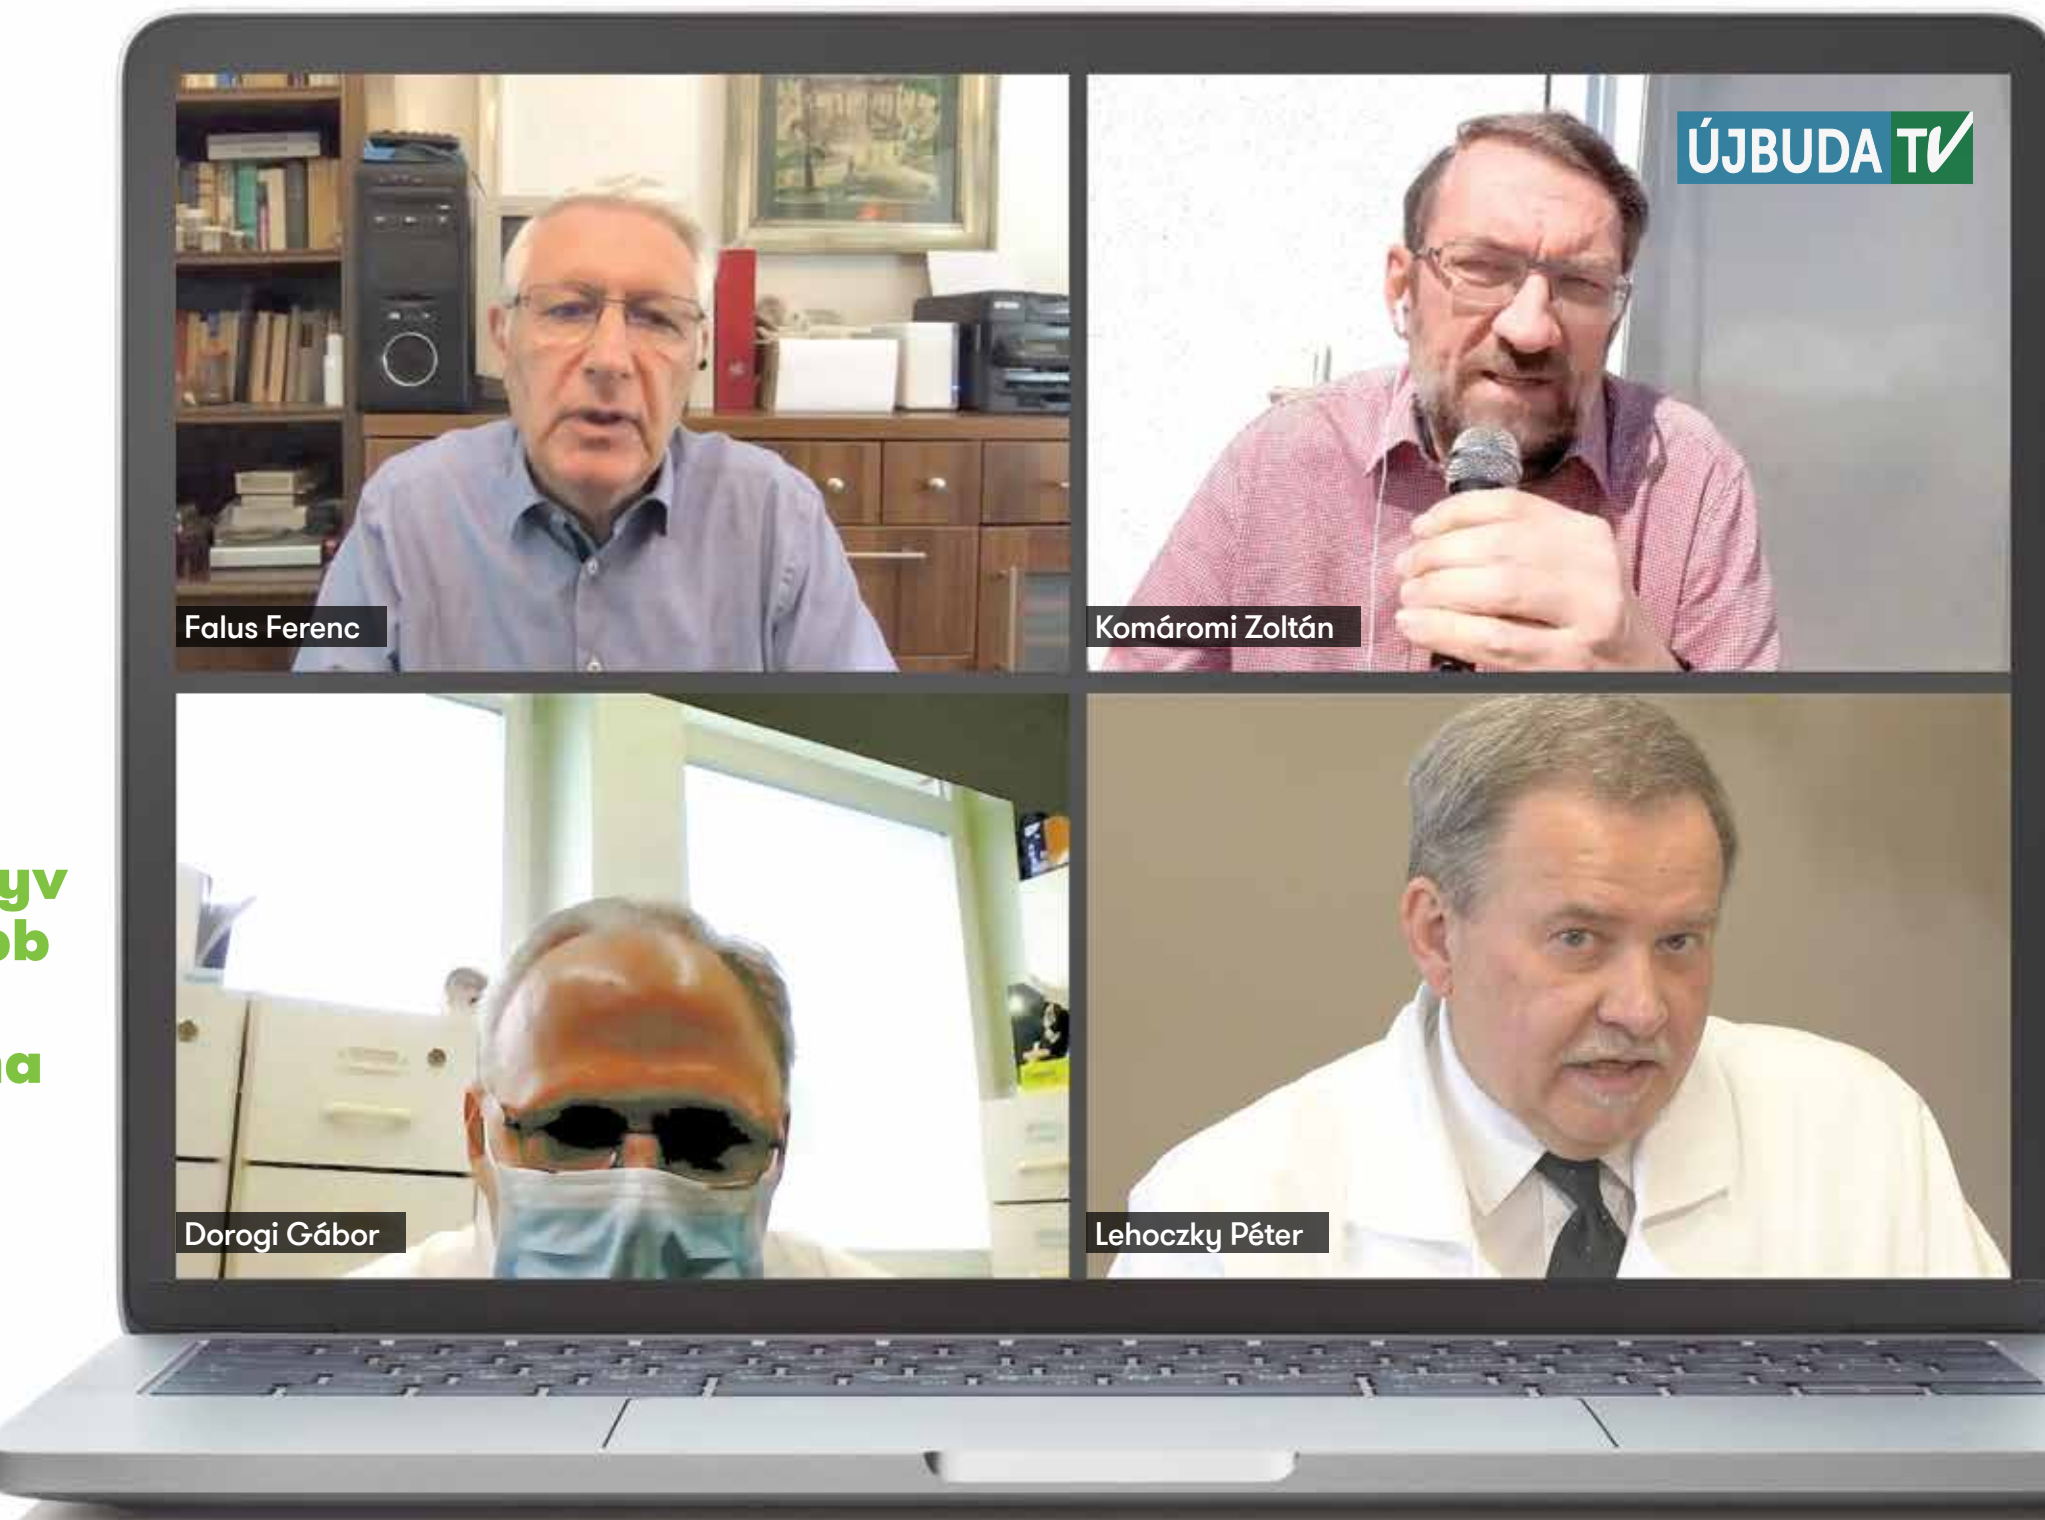 ÚJBUDA TV
Falus Ferenc
Komáromi Zoltán
Dorogi Gábor
Lehoczky Péter